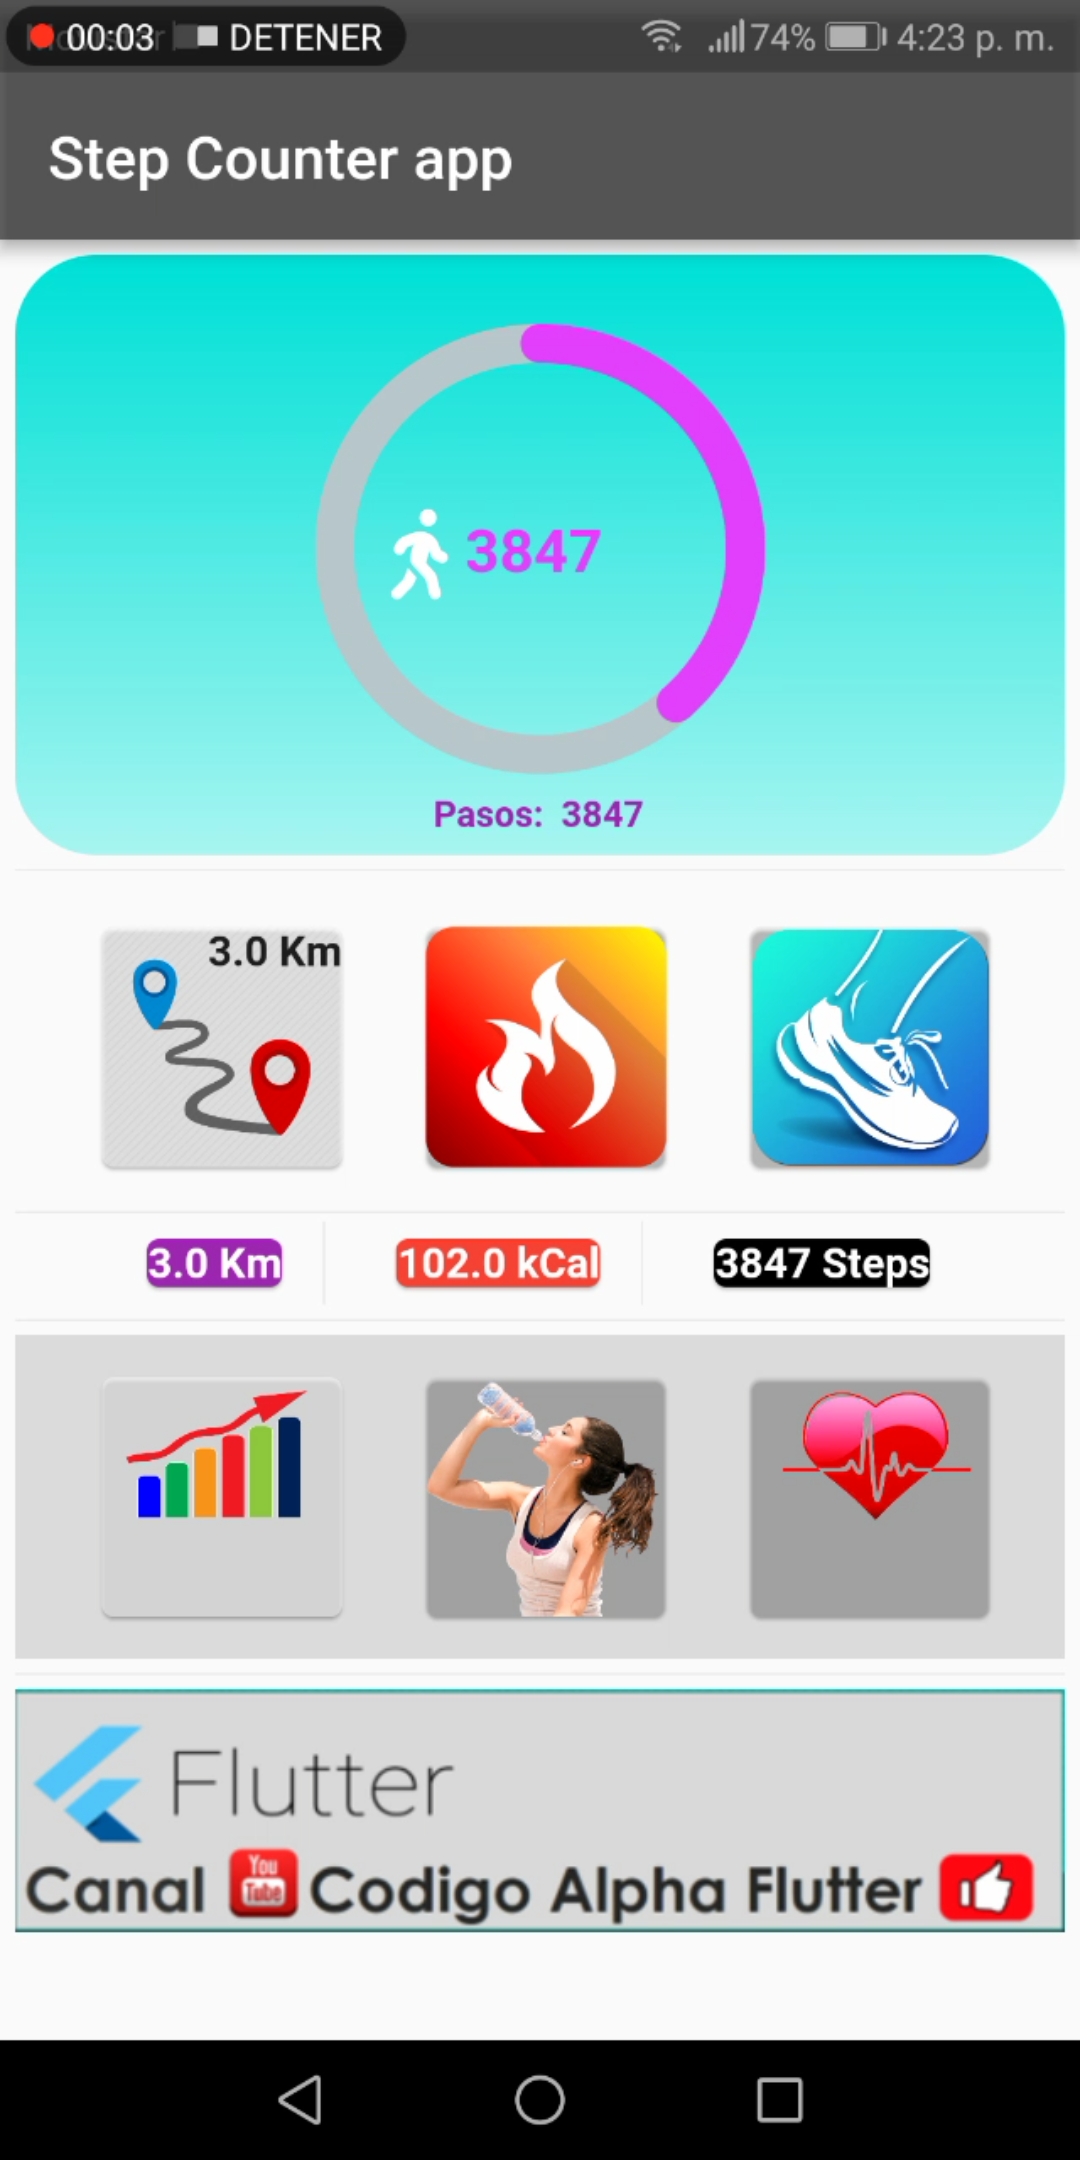 00:03 DETENER 74% 4:23 p. m.
Step Counter app
3847
Pasos: 3847
3.0 Km
3.0 Km 102.0 kCal 3847 Steps
Flutter
Canal You Tube Codigo Alpha Flutter